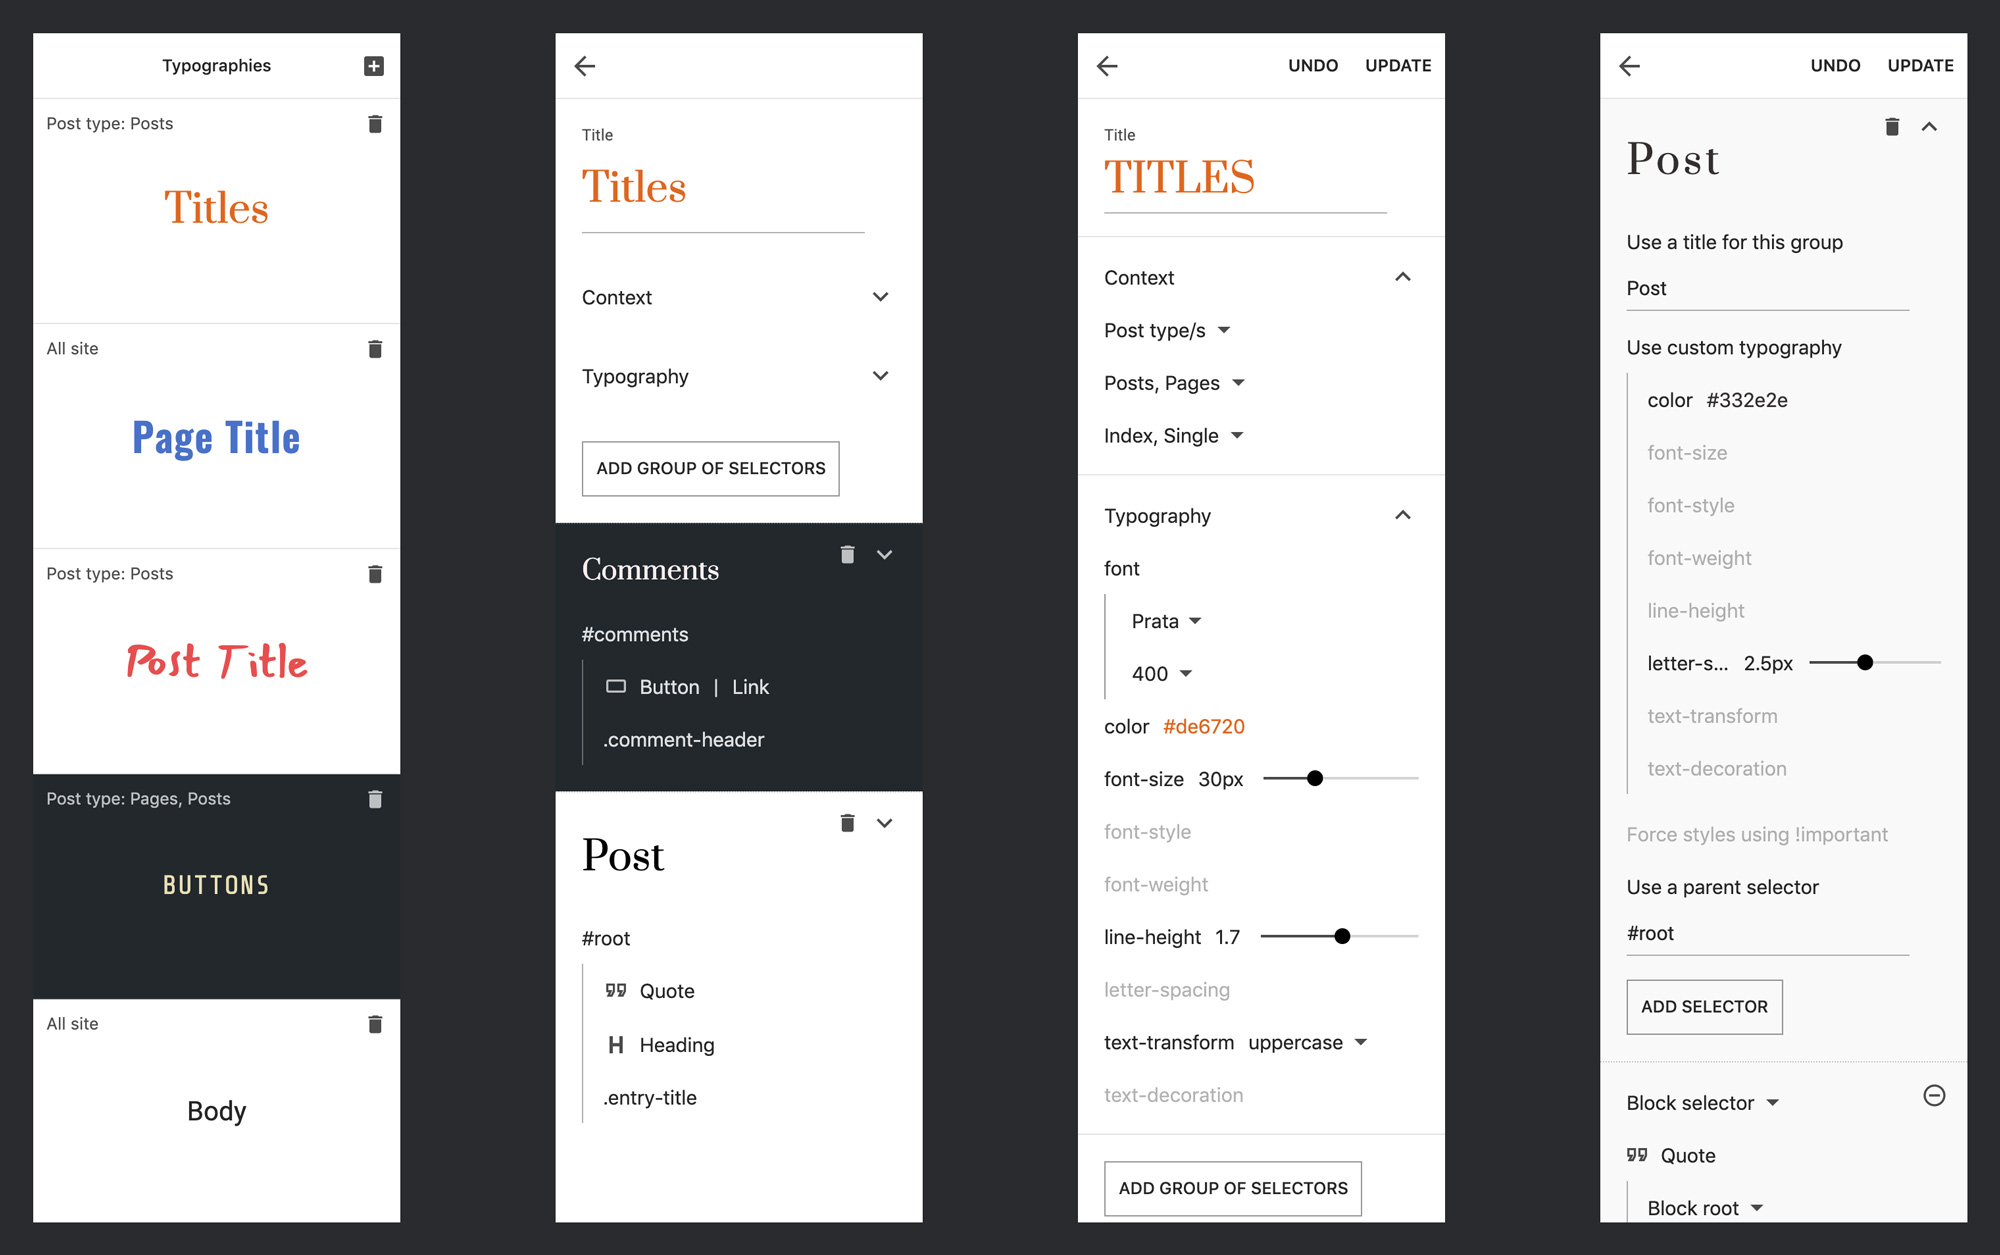 Typographies
Post type: Posts
Titles
All site
Page Title
Post type: Posts
Post Title
Post type: Pages, Posts
BUTTONS
All site
Body
Title
Titles
Context
Typography
ADD GROUP OF SELECTORS
Comments
#comments
Button | Link
.comment-header
Post
#root
Quote
H Heading
.entry-title
UNDO UPDATE
Title
TITLES
Context
Post type/s
Posts, Pages
Index, Single
Typography
font
Prata
400
color #de6720
font-size 30px
font-style
font-weight
line-height 1.7
letter-spacing
text-transform uppercase
text-decoration
ADD GROUP OF SELECTORS
UNDO UPDATE
Post
Use a title for this group
Post
Use custom typography
color #332e2e
font-size
font-style
font-weight
line-height
letter-s... 2.5px
text-transform
text-decoration
Force styles using !important
Use a parent selector
#root
ADD SELECTOR
Block selector
Quote
Block root